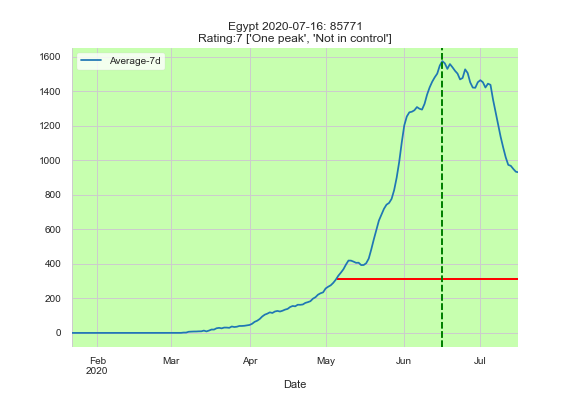 Egypt 2020-07-16: 85771
Rating:7 ['One peak', 'Not in control']
Average-7d
1600
1400
1200
1000
800
600
400
200
0
Feb
2020
Mar
Apr
May
Jun
Jul
Date